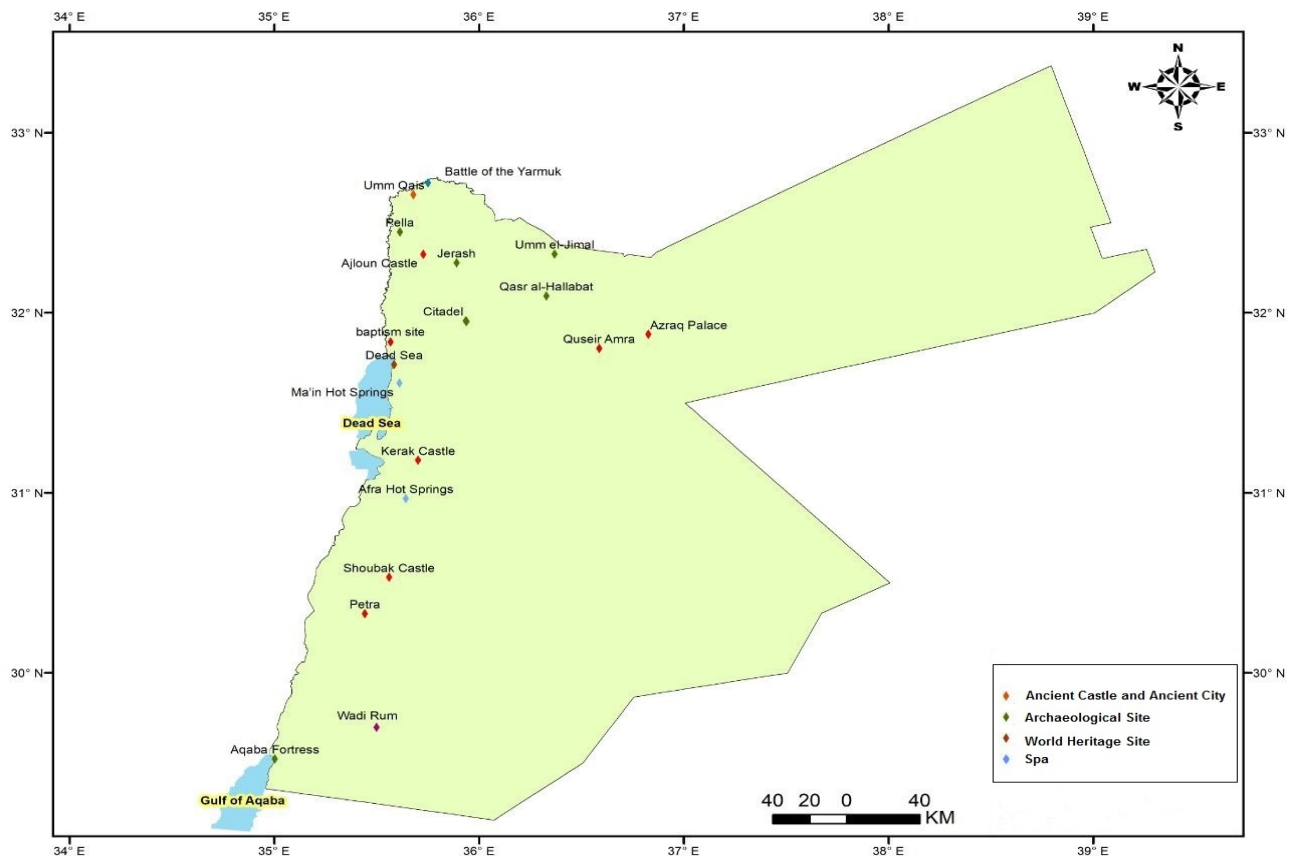 34° E 35° E 36° E 37° E 38° E 39° E
N
W E
S
33° N 33° N
Battle of the Yarmuk
Umm Qais
Pella
Umm el-Jimal
Jerash
Ajloun Castle
Qasr al-Hallabat
Citadel
32° N 32° N
baptism site
Azraq Palace
Quseir Amra
Dead Sea
Ma'in Hot Springs
Dead Sea
Kerak Castle
Afra Hot Springs
31° N 31° N
Shoubak Castle
Petra
30° N 30° N
Wadi Rum
Aqaba Fortress
Gulf of Aqaba
Ancient Castle and Ancient City
Archaeological Site
World Heritage Site
Spa
40 20 0 40
KM
34° E 35° E 36° E 37° E 38° E 39° E